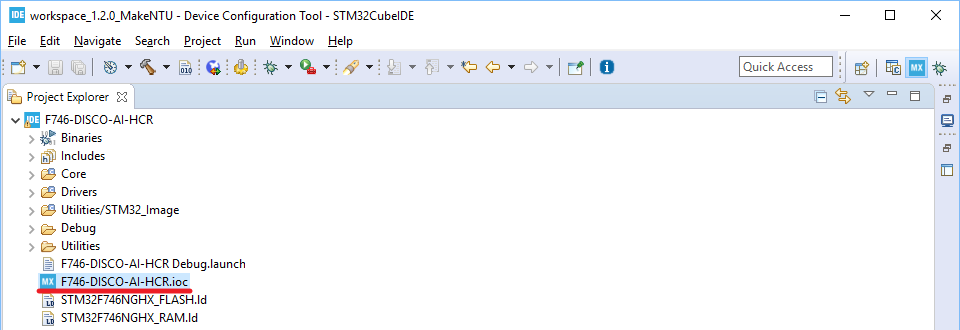 IDE workspace_1.2.0_MakeNTU - Device Configuration Tool - STM32CubeIDE
File Edit Navigate Search Project Run Window Help
010 Quick Access MX
Project Explorer
IDE F746-DISCO-AI-HCR
Binaries
Includes
Core
Drivers
Utilities/STM32_Image
Debug
Utilities
F746-DISCO-AI-HCR Debug.launch
MX F746-DISCO-AI-HCR.ioc
LD STM32F746NGHX_FLASH.ld
LD STM32F746NGHX_RAM.ld